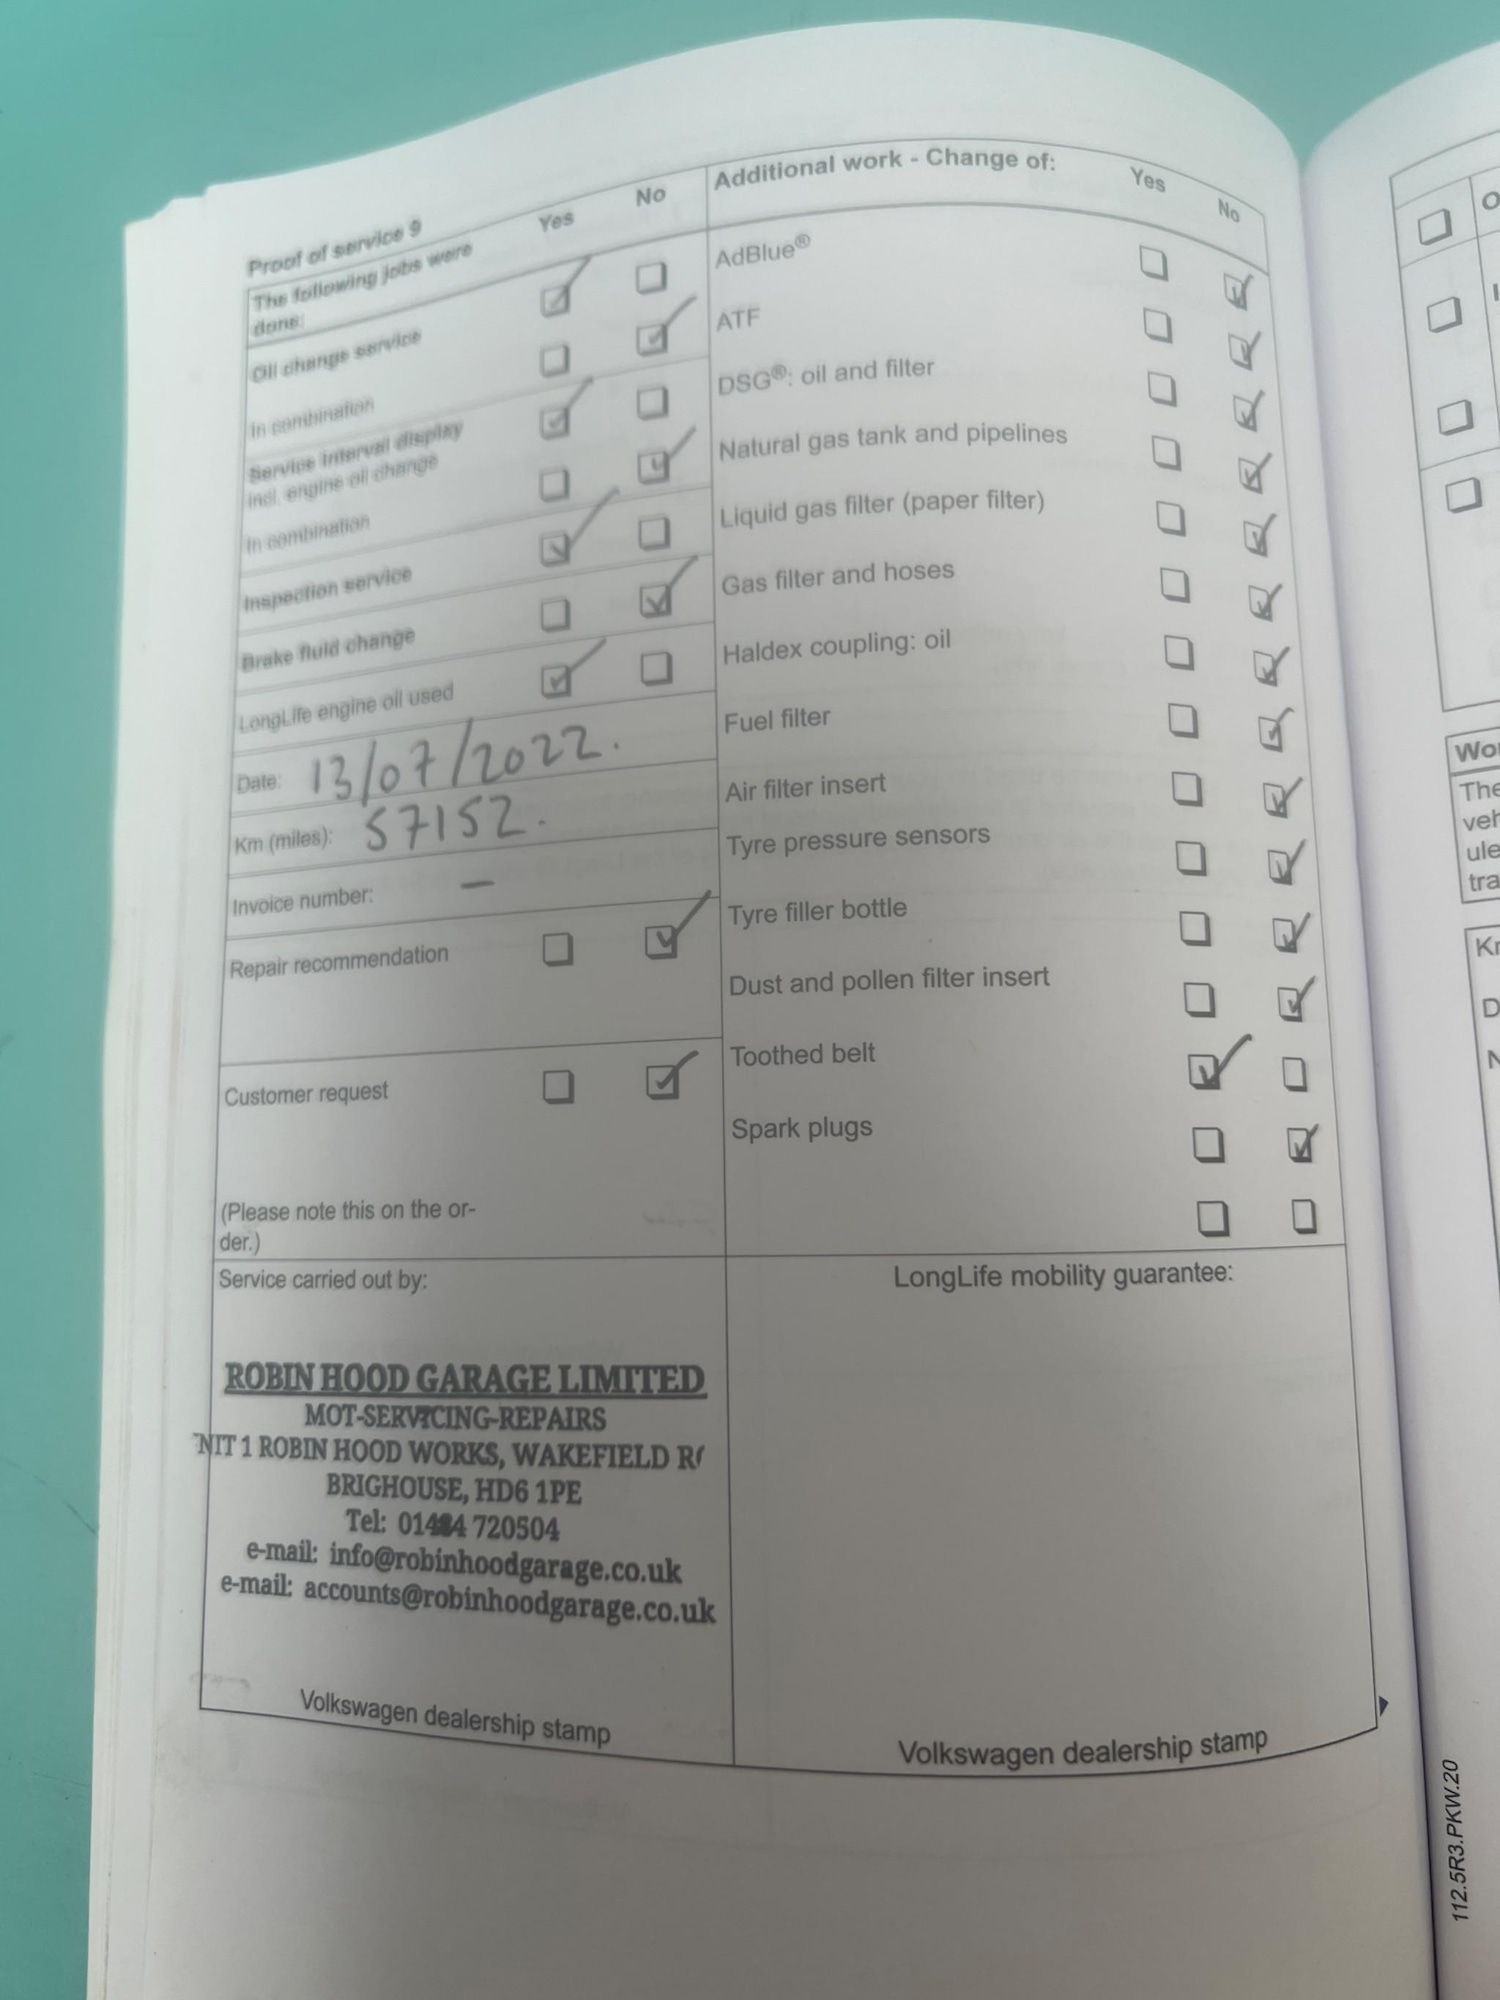 Proof of service 9
The following jobs were
done:
Yes
No
Oil change service
In combination
Service interval display
incl. engine oil change
In combination
Inspection service
Brake fluid change
LongLife engine oil used
Date: 13/07/2022.
Km (miles): 57152.
Invoice number: –
Repair recommendation
Customer request
(Please note this on the or-
der.)
Additional work - Change of:
Yes
No
AdBlue®
ATF
DSG®: oil and filter
Natural gas tank and pipelines
Liquid gas filter (paper filter)
Gas filter and hoses
Haldex coupling: oil
Fuel filter
Air filter insert
Tyre pressure sensors
Tyre filler bottle
Dust and pollen filter insert
Toothed belt
Spark plugs
Service carried out by:
ROBIN HOOD GARAGE LIMITED
MOT-SERVICING-REPAIRS
NIT 1 ROBIN HOOD WORKS, WAKEFIELD
BRIGHOUSE, HD6 1PE
Tel: 01484 720504
e-mail: info@robinhoodgarage.co.uk
e-mail: accounts@robinhoodgarage.co.uk
Volkswagen dealership stamp
LongLife mobility guarantee:
Volkswagen dealership stamp
112.5R3.PKW.20
The